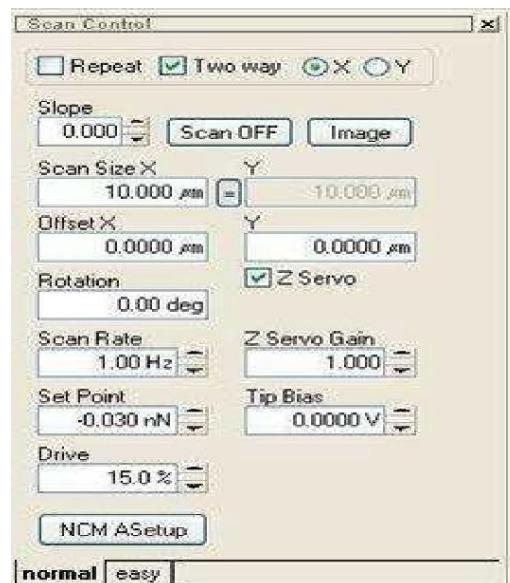 Scan Control
Repeat Two way X Y
Slope
0.000 Scan OFF Image
Scan Size X Y
10.000 μm = 10.000 μm
Offset X Y
0.0000 μm 0.0000 μm
Rotation Z Servo
0.00 deg
Scan Rate Z Servo Gain
1.00 Hz 1.000
Set Point Tip Bias
-0.030 nN 0.0000 V
Drive
15.0 %
NCM ASetup
normal easy